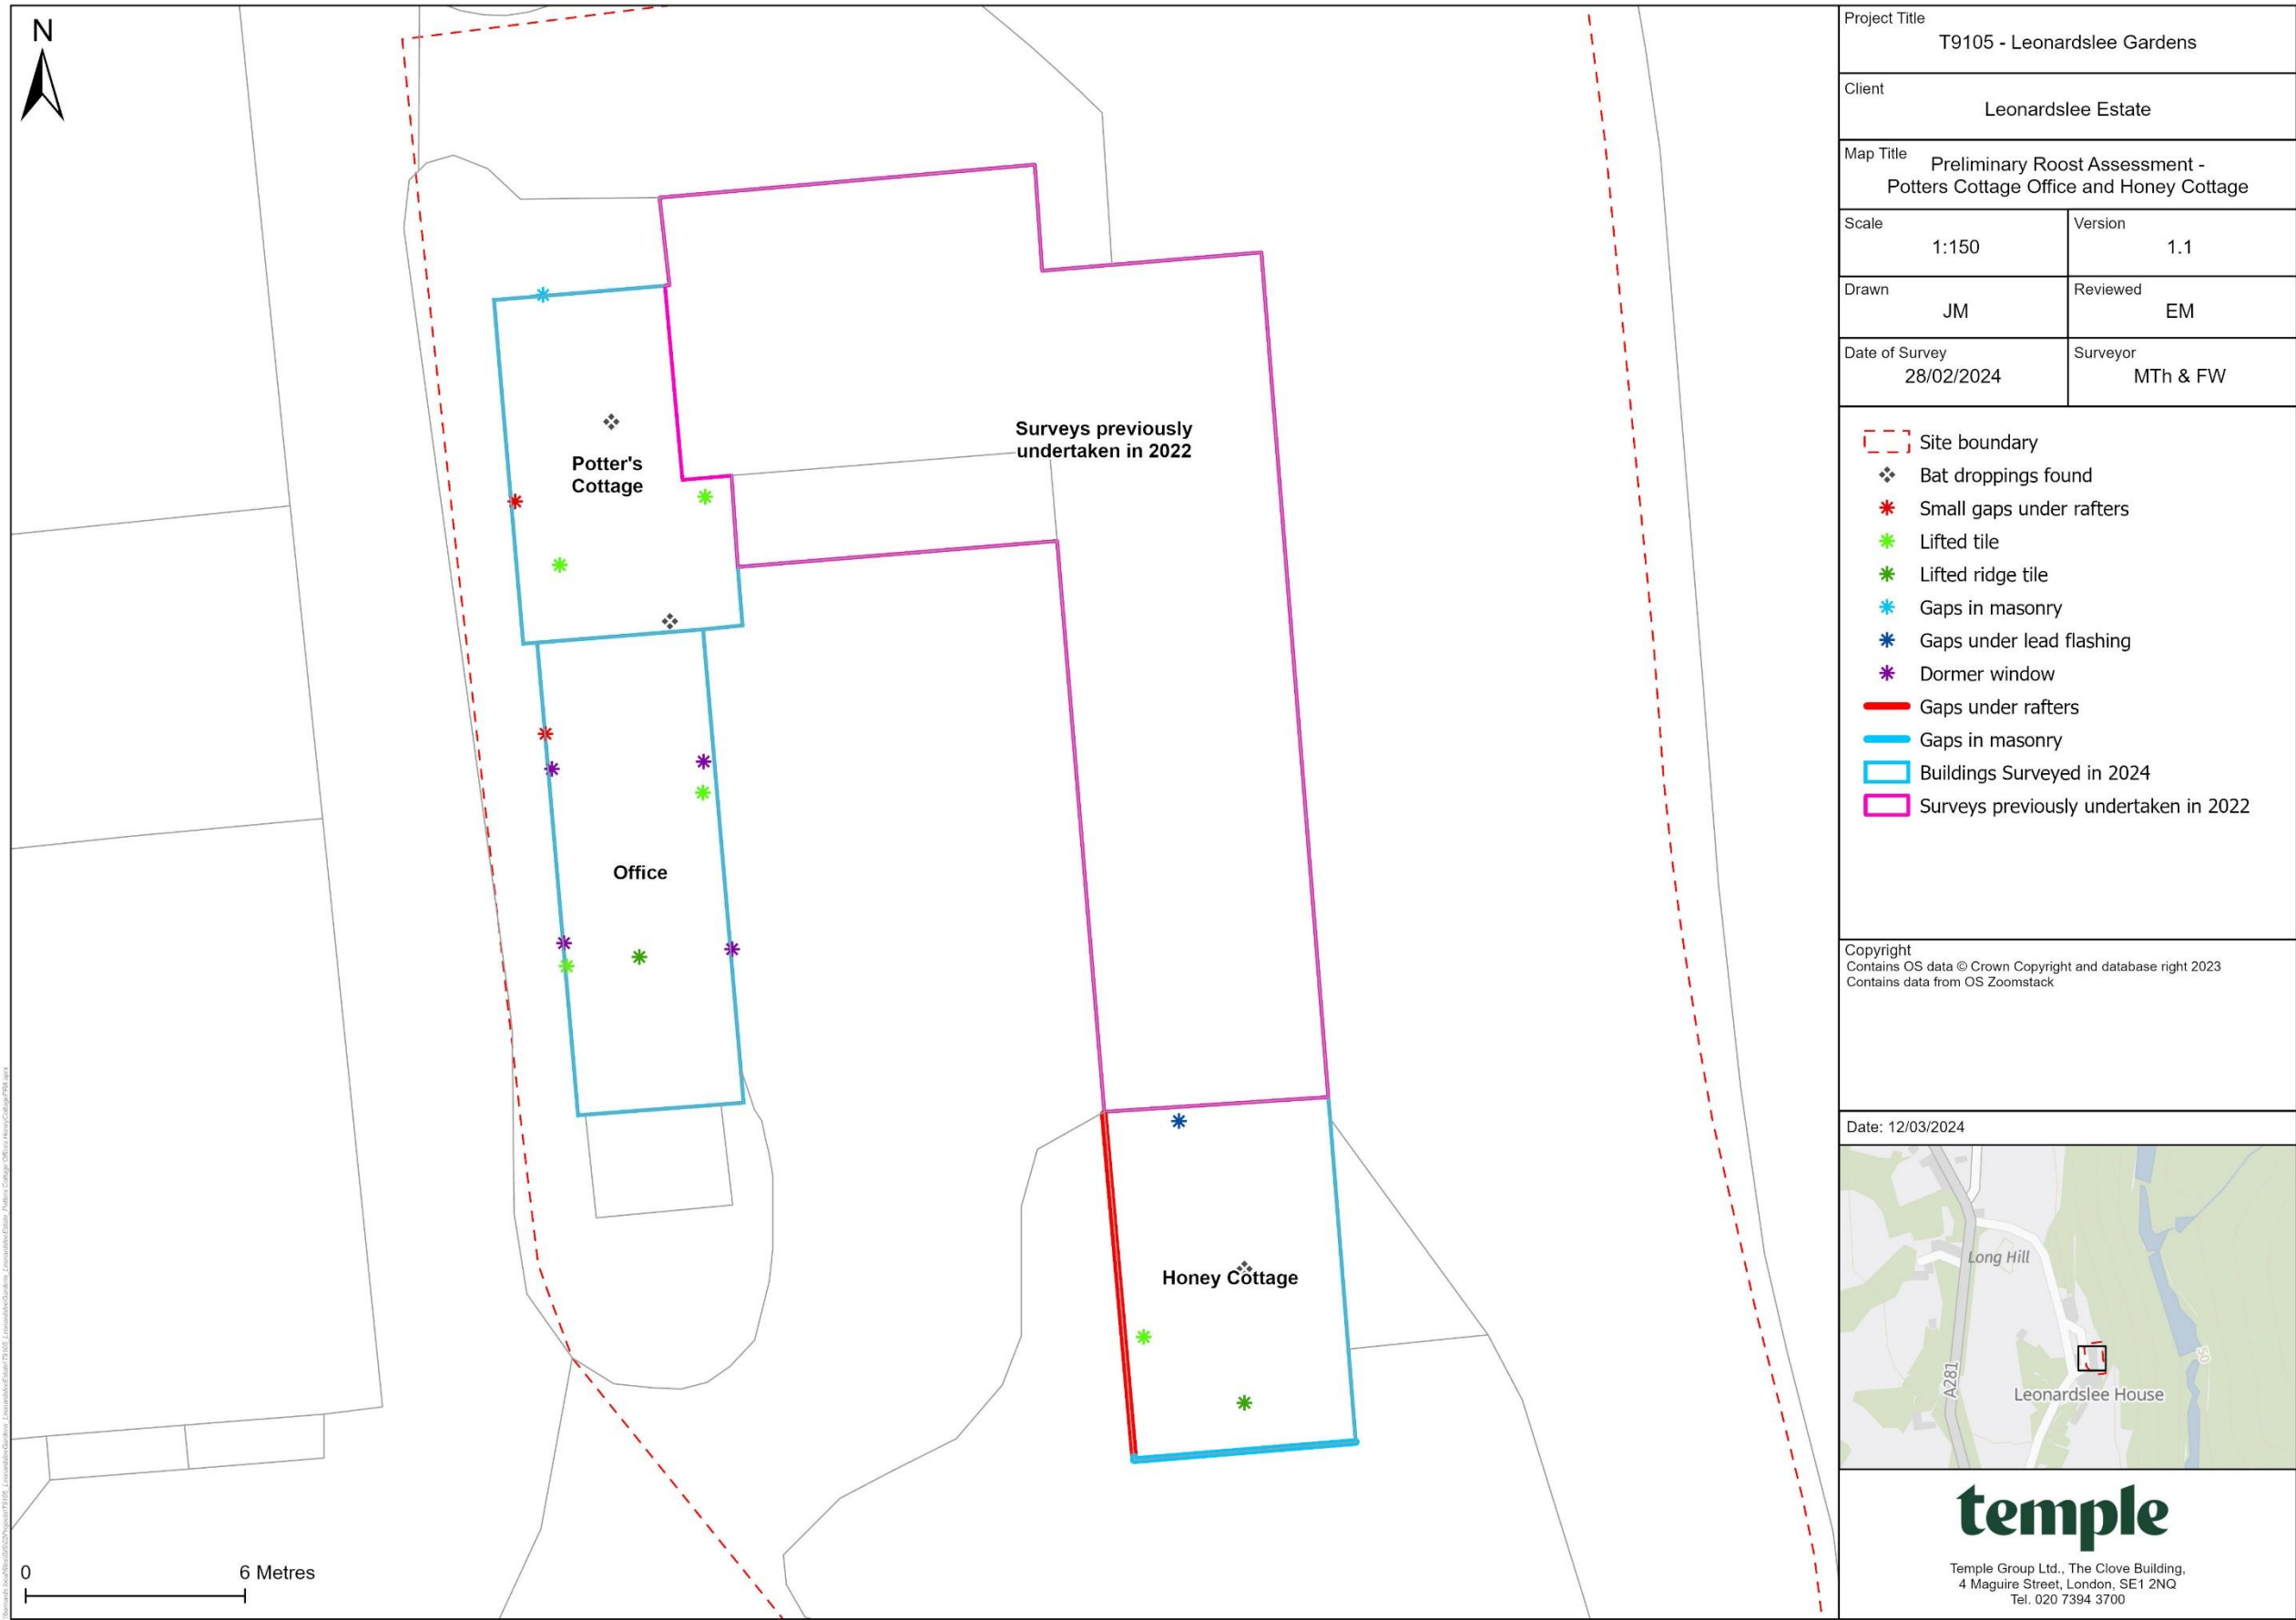 N
Potter's
Cottage
Surveys previously
undertaken in 2022
Office
Honey Cottage
0 6 Metres
Project Title
T9105 - Leonardslee Gardens
Client
Leonardslee Estate
Map Title
Preliminary Roost Assessment -
Potters Cottage Office and Honey Cottage
Scale
1:150
Version
1.1
Drawn
JM
Reviewed
EM
Date of Survey
28/02/2024
Surveyor
MTh & FW
Site boundary
Bat droppings found
Small gaps under rafters
Lifted tile
Lifted ridge tile
Gaps in masonry
Gaps under lead flashing
Dormer window
Gaps under rafters
Gaps in masonry
Buildings Surveyed in 2024
Surveys previously undertaken in 2022
Copyright
Contains OS data © Crown Copyright and database right 2023
Contains data from OS Zoomstack
Date: 12/03/2024
Long Hill
A281
50
Leonardslee House
temple
Temple Group Ltd., The Clove Building,
4 Maguire Street, London, SE1 2NQ
Tel. 020 7394 3700